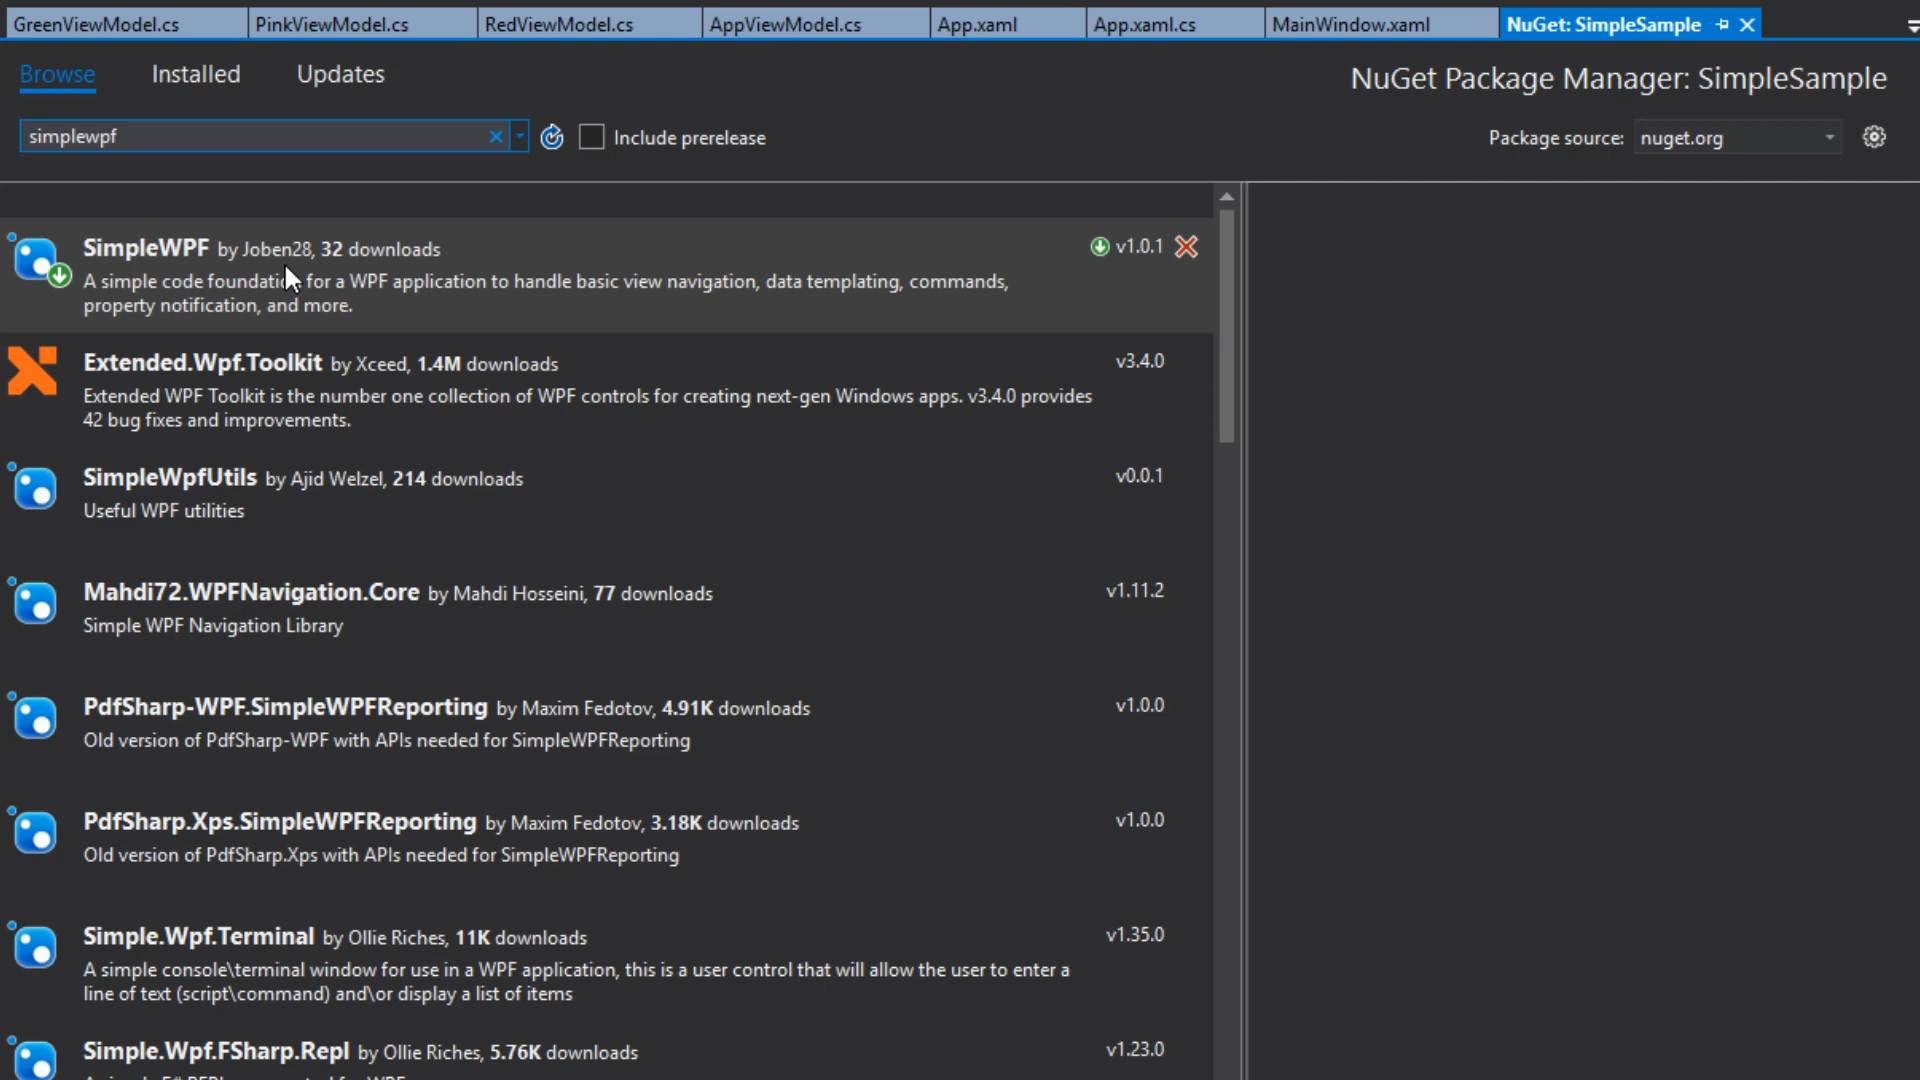 GreenViewModel.cs PinkViewModel.cs RedViewModel.cs AppViewModel.cs App.xaml App.xaml.cs MainWindow.xaml NuGet: SimpleSample
Browse Installed Updates
NuGet Package Manager: SimpleSample
simplewpf
Include prerelease
Package source: nuget.org
SimpleWPF by Joben28, 32 downloads v1.0.1
A simple code foundation for a WPF application to handle basic view navigation, data templating, commands,
property notification, and more.
Extended.Wpf.Toolkit by Xceed, 1.4M downloads v3.4.0
Extended WPF Toolkit is the number one collection of WPF controls for creating next-gen Windows apps. v3.4.0 provides
42 bug fixes and improvements.
SimpleWpfUtils by Ajid Welzel, 214 downloads v0.0.1
Useful WPF utilities
Mahdi72.WPFNavigation.Core by Mahdi Hosseini, 77 downloads v1.11.2
Simple WPF Navigation Library
PdfSharp-WPF.SimpleWPFReporting by Maxim Fedotov, 4.91K downloads v1.0.0
Old version of PdfSharp-WPF with APIs needed for SimpleWPFReporting
PdfSharp.Xps.SimpleWPFReporting by Maxim Fedotov, 3.18K downloads v1.0.0
Old version of PdfSharp.Xps with APIs needed for SimpleWPFReporting
Simple.Wpf.Terminal by Ollie Riches, 11K downloads v1.35.0
A simple console\terminal window for use in a WPF application, this is a user control that will allow the user to enter a
line of text (script\command) and\or display a list of items
Simple.Wpf.FSharp.Repl by Ollie Riches, 5.76K downloads v1.23.0